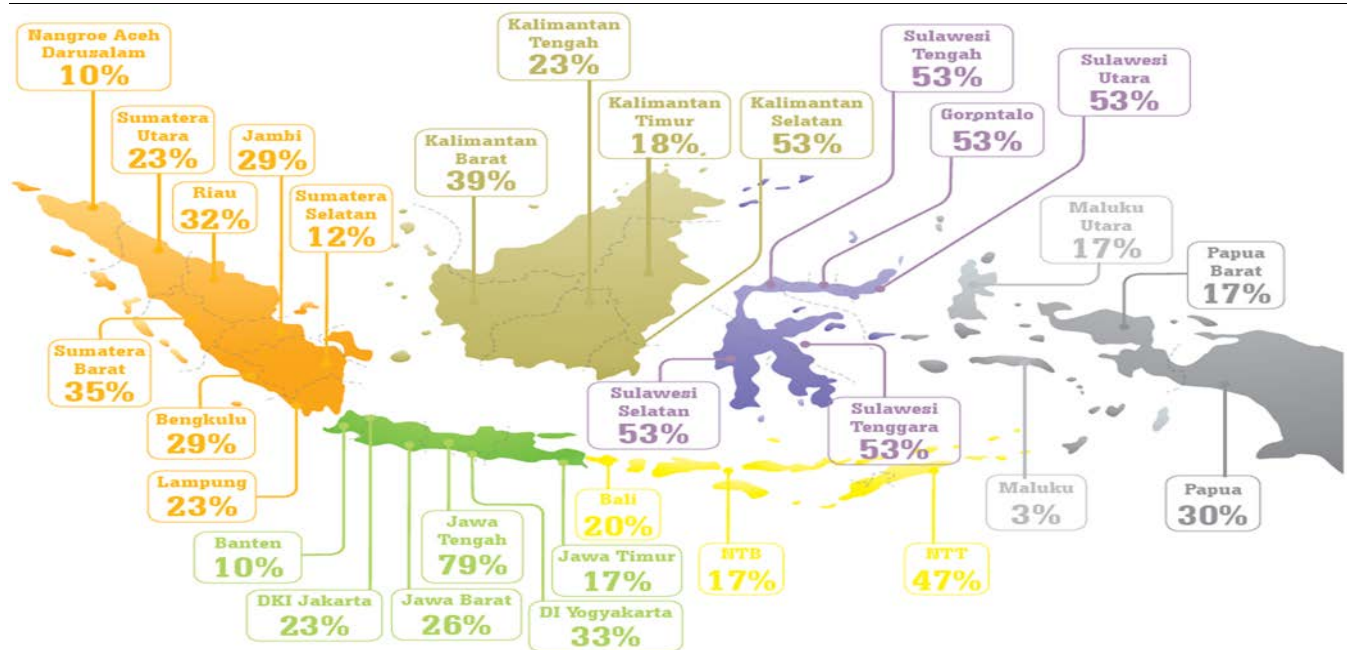 Nangroe Aceh
Darusalam
10%
Sumatera
Utara
23%
Jambi
29%
Riau
32%
Sumatera
Selatan
12%
Sumatera
Barat
35%
Bengkulu
29%
Lampung
23%
Kalimantan
Tengah
23%
Kalimantan
Barat
39%
Kalimantan
Timur
18%
Kalimantan
Selatan
53%
Sulawesi
Tengah
53%
Gorontalo
53%
Sulawesi
Utara
53%
Sulawesi
Selatan
53%
Sulawesi
Tenggara
53%
Maluku
Utara
17%
Papua
Barat
17%
Maluku
3%
Papua
30%
Banten
10%
DKI Jakarta
23%
Jawa Barat
26%
Jawa
Tengah
79%
DI Yogyakarta
33%
Jawa Timur
17%
Bali
20%
NTB
17%
NTT
47%